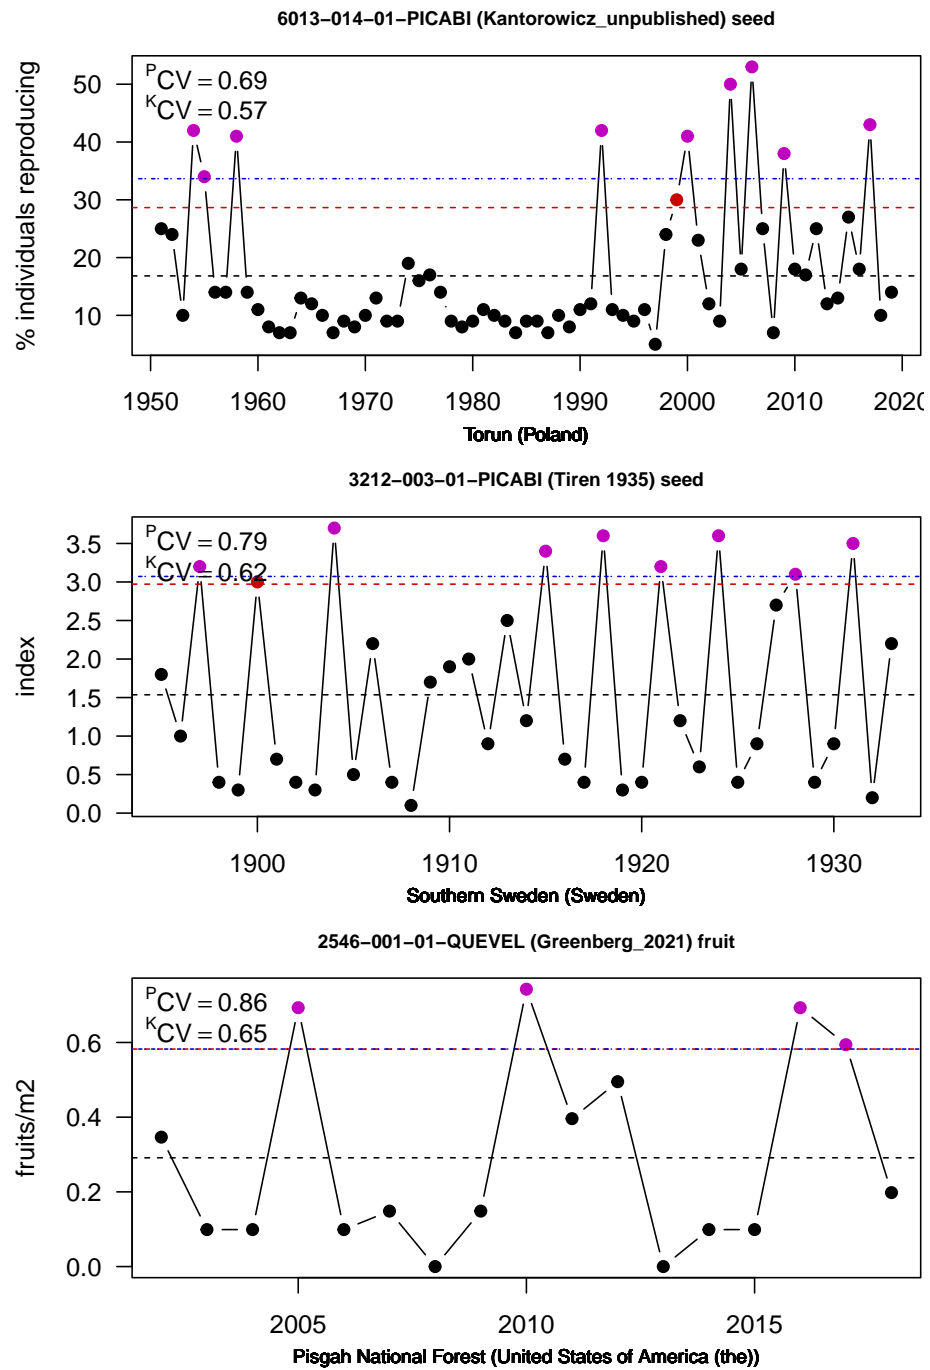 6013−014−01−PICABI (Kantorowicz_unpublished) seed
PCV = 0.69
KCV = 0.57
% individuals reproducing
50
40
30
20
10
1950 1960 1970 1980 1990 2000 2010 2020
Torun (Poland)
3212−003−01−PICABI (Tiren 1935) seed
PCV = 0.79
KCV = 0.62
index
3.5
3.0
2.5
2.0
1.5
1.0
0.5
0.0
1900 1910 1920 1930
Southern Sweden (Sweden)
2546−001−01−QUEVEL (Greenberg_2021) fruit
PCV = 0.86
KCV = 0.65
fruits/m2
0.6
0.4
0.2
0.0
2005 2010 2015
Pisgah National Forest (United States of America (the))